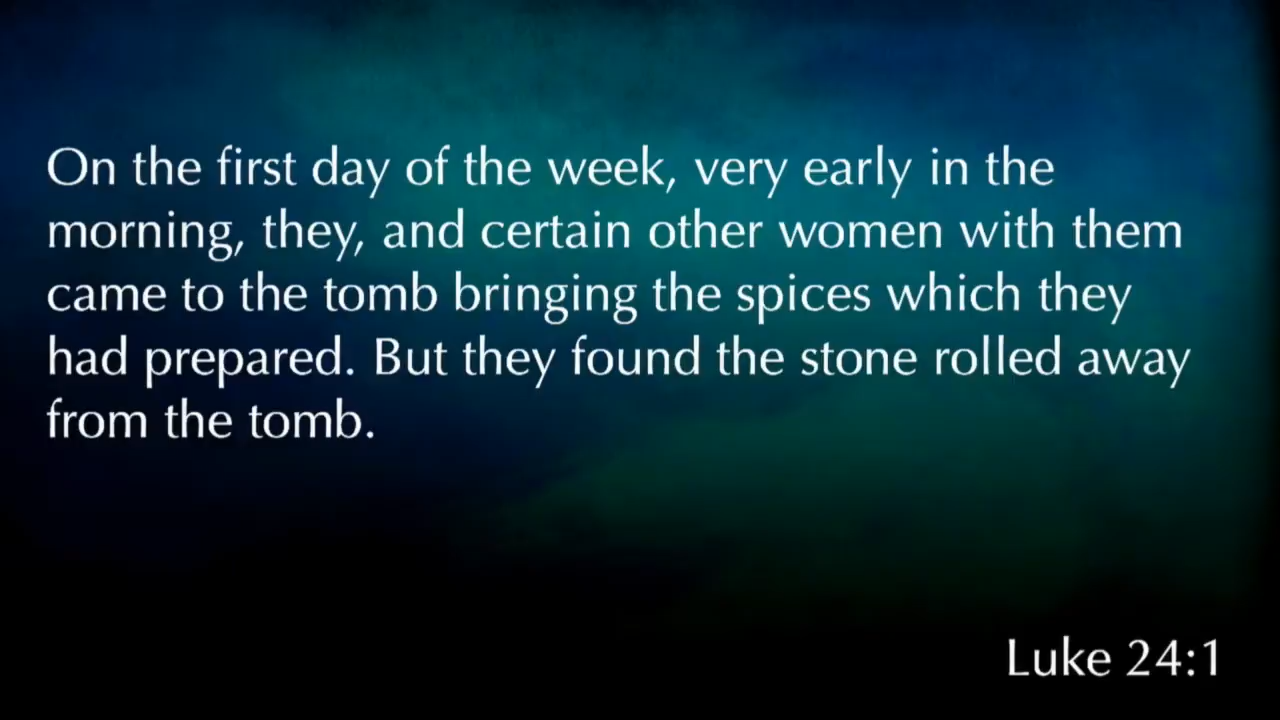 On the first day of the week, very early in the
morning, they, and certain other women with them
came to the tomb bringing the spices which they
had prepared. But they found the stone rolled away
from the tomb.
Luke 24:1